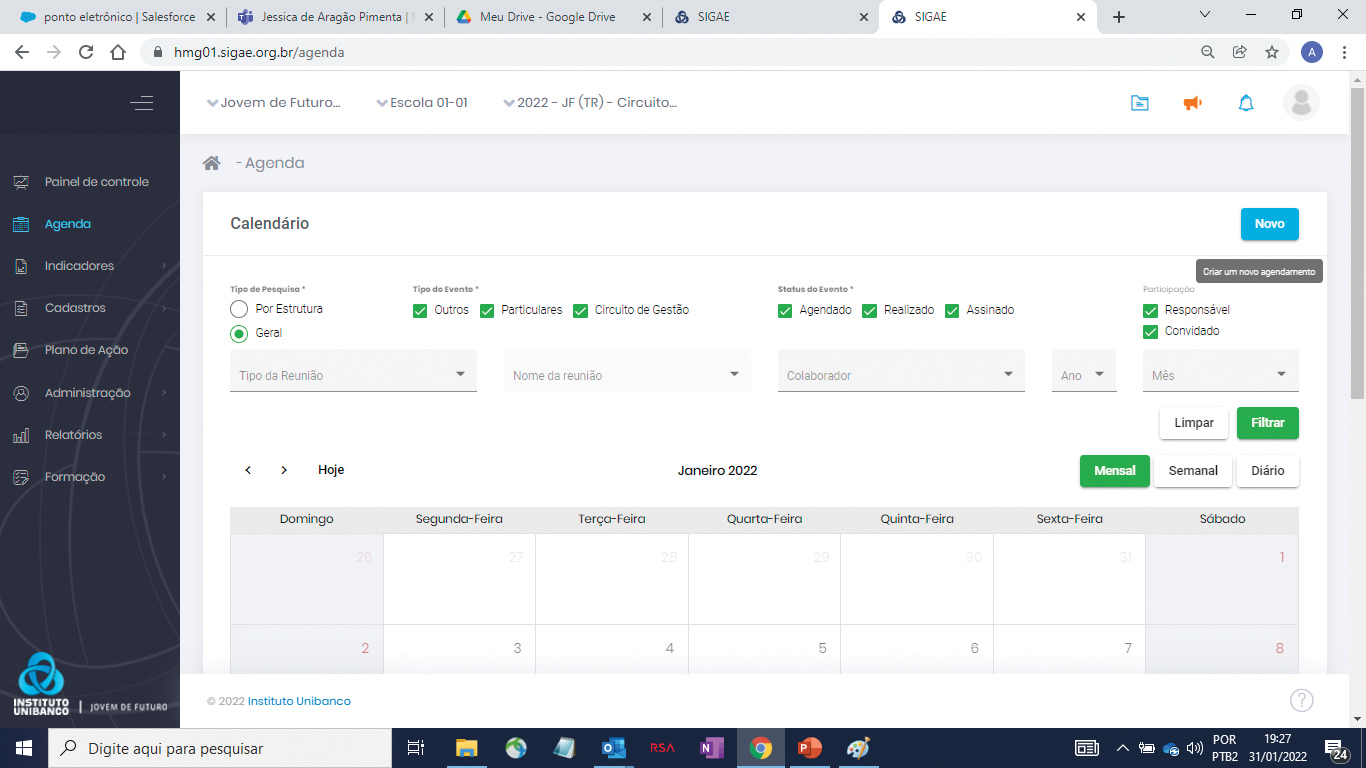 ponto eletrônico | Salesforce
Jessica de Aragão Pimenta |
Meu Drive - Google Drive
SIGAE
SIGAE
hmg01.sigae.org.br/agenda
A
Jovem de Futuro...
Escola 01-01
2022 - JF (TR) - Circuito...
- Agenda
Painel de controle
Agenda
Indicadores
Cadastros
Plano de Ação
Administração
Relatórios
Formação
Calendário
Novo
Criar um novo agendamento
Tipo de Pesquisa *
Por Estrutura
Geral
Tipo do Evento *
Outros
Particulares
Circuito de Gestão
Status do Evento *
Agendado
Realizado
Assinado
Participação
Responsável
Convidado
Tipo da Reunião
Nome da reunião
Colaborador
Ano
Mês
Limpar
Filtrar
Hoje
Janeiro 2022
Mensal
Semanal
Diário
Domingo Segunda-Feira Terça-Feira Quarta-Feira Quinta-Feira Sexta-Feira Sábado
26 27 28 29 30 31 1
2 3 4 5 6 7 8
INSTITUTO
UNIBANCO | JOVEM DE FUTURO
© 2022 Instituto Unibanco
?
Digite aqui para pesquisar
RSA
POR
PTB2
19:27
31/01/2022
24